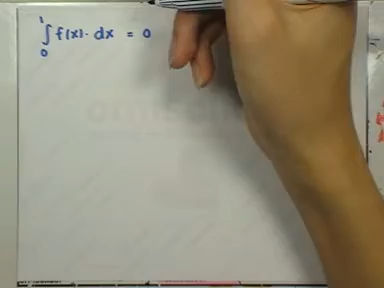 ∫₀¹ f(x)· dx = 0